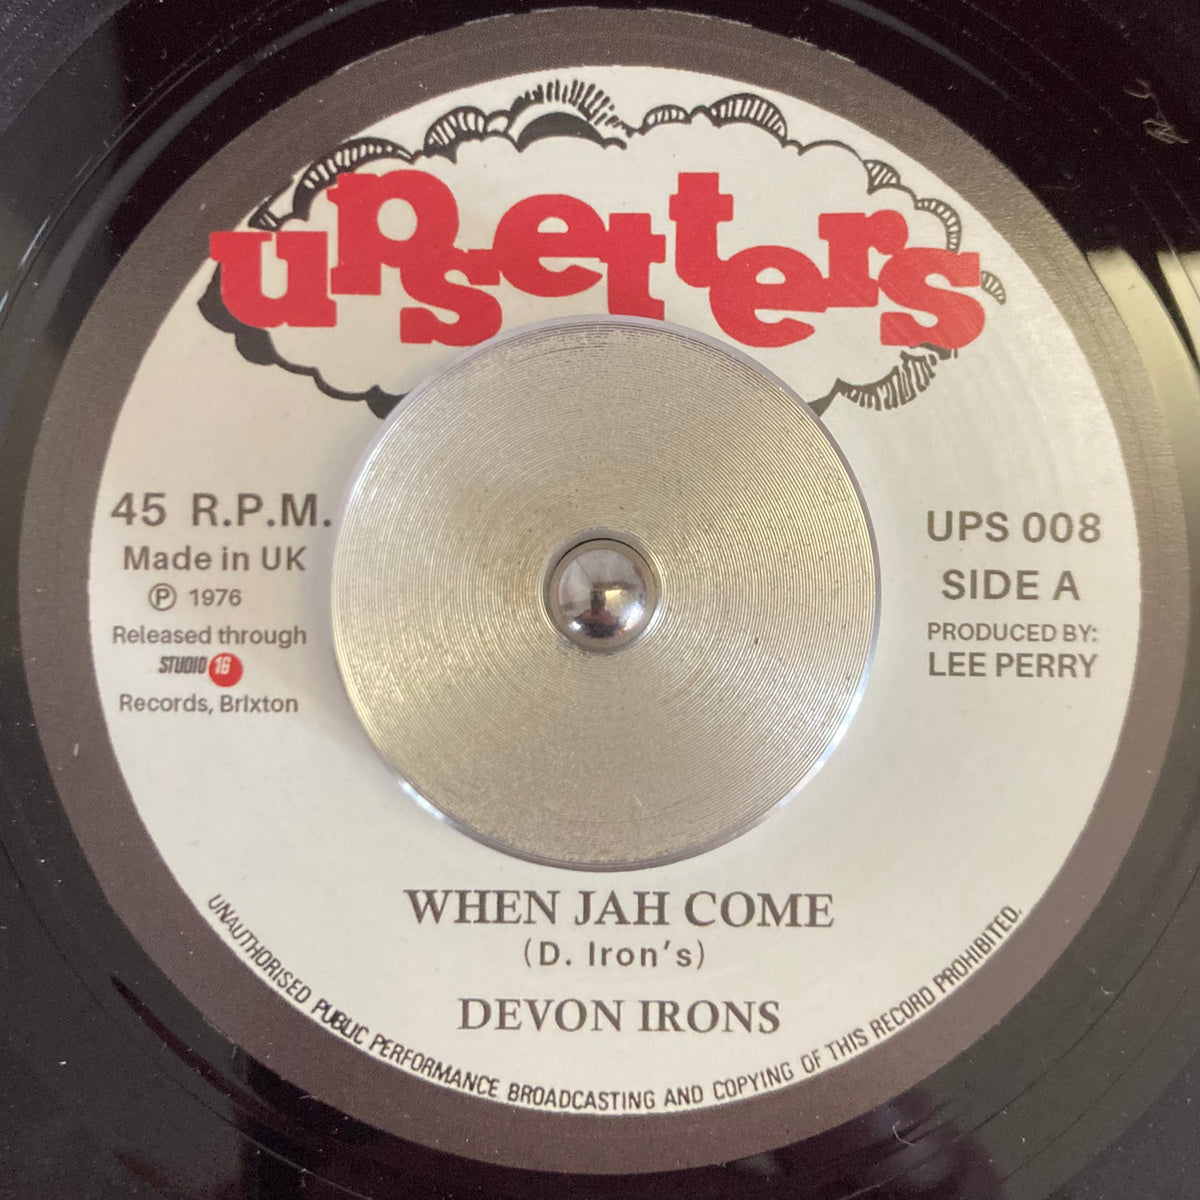 upsetters
45 R.P.M.
Made in UK
Ⓟ 1976
Released through
STUDIO 16
Records, Brixton
UPS 008
SIDE A
PRODUCED BY:
LEE PERRY
WHEN JAH COME
(D. Iron's)
DEVON IRONS
UNAUTHORISED PUBLIC PERFORMANCE BROADCASTING AND COPYING OF THIS RECORD PROHIBITED.